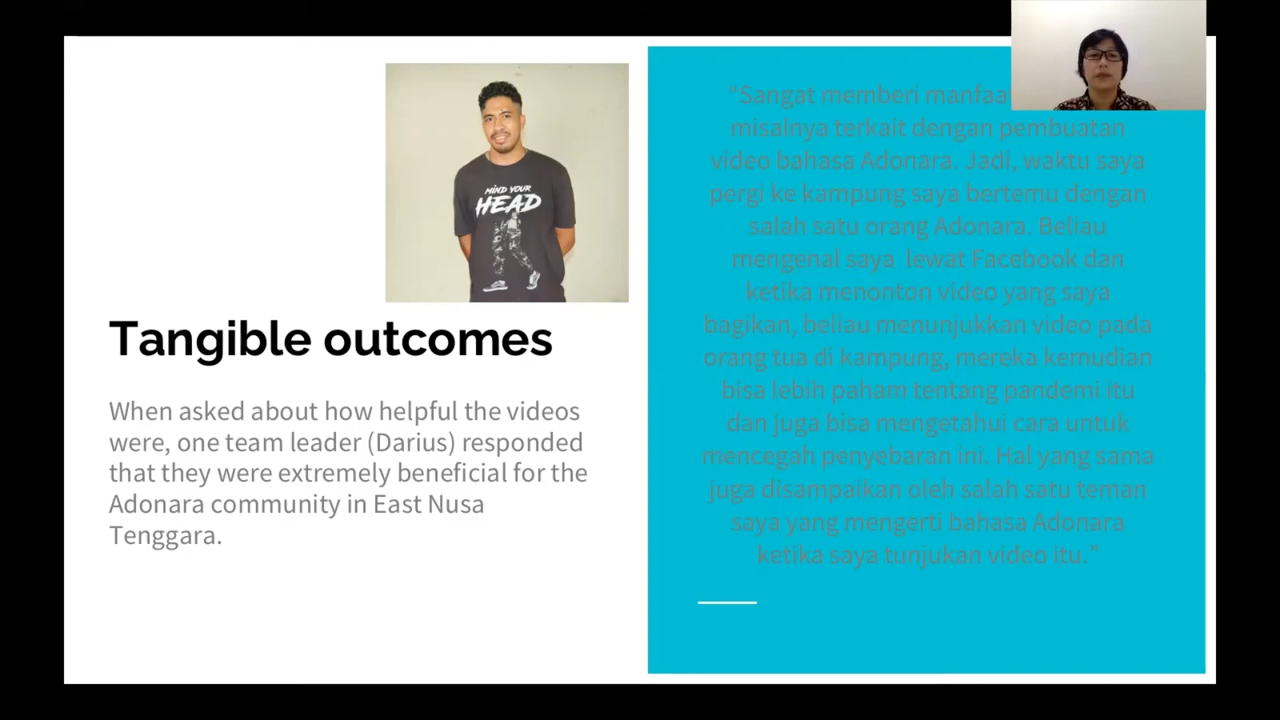 MIND YOUR
HEAD
Tangible outcomes
When asked about how helpful the videos
were, one team leader (Darius) responded
that they were extremely beneficial for the
Adonara community in East Nusa
Tenggara.
"Sangat memberi
misalnya terkait dengan pembuatan
video bahasa Adonara. Jadi, waktu saya
pergi ke kampung saya bertemu dengan
salah satu orang Adonara. Beliau
mengenal saya lewat Facebook dan
ketika menonton video yang saya
bagikan, beliau menunjukkan video pada
orang tua di kampung, mereka kemudian
bisa lebih paham tentang pandemi itu
dan juga bisa mengetahui cara untuk
mencegah penyebaran ini. Hal yang sama
juga disampaikan oleh salah satu teman
saya yang mengerti bahasa Adonara
ketika saya tunjukan video itu."